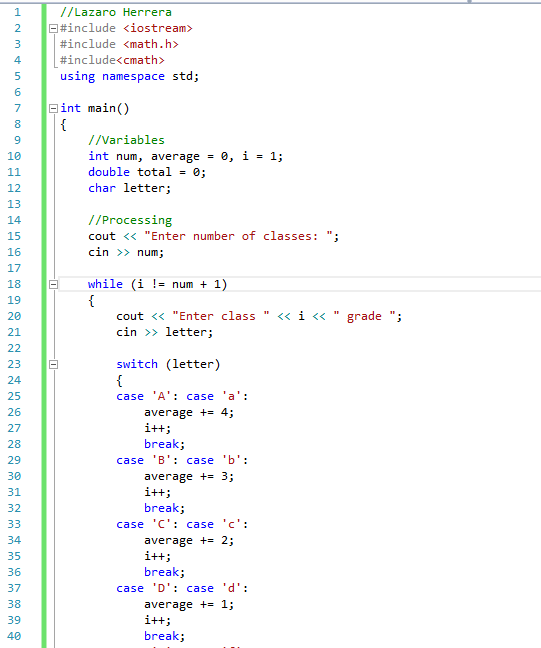 1 //Lazaro Herrera
2 #include <iostream>
3 #include <math.h>
4 #include<cmath>
5 using namespace std;
6
7 int main()
8 {
9 //Variables
10 int num, average = 0, i = 1;
11 double total = 0;
12 char letter;
13
14 //Processing
15 cout << "Enter number of classes: ";
16 cin >> num;
17
18 while (i != num + 1)
19 {
20 cout << "Enter class " << i << " grade ";
21 cin >> letter;
22
23 switch (letter)
24 {
25 case 'A': case 'a':
26 average += 4;
27 i++;
28 break;
29 case 'B': case 'b':
30 average += 3;
31 i++;
32 break;
33 case 'C': case 'c':
34 average += 2;
35 i++;
36 break;
37 case 'D': case 'd':
38 average += 1;
39 i++;
40 break;